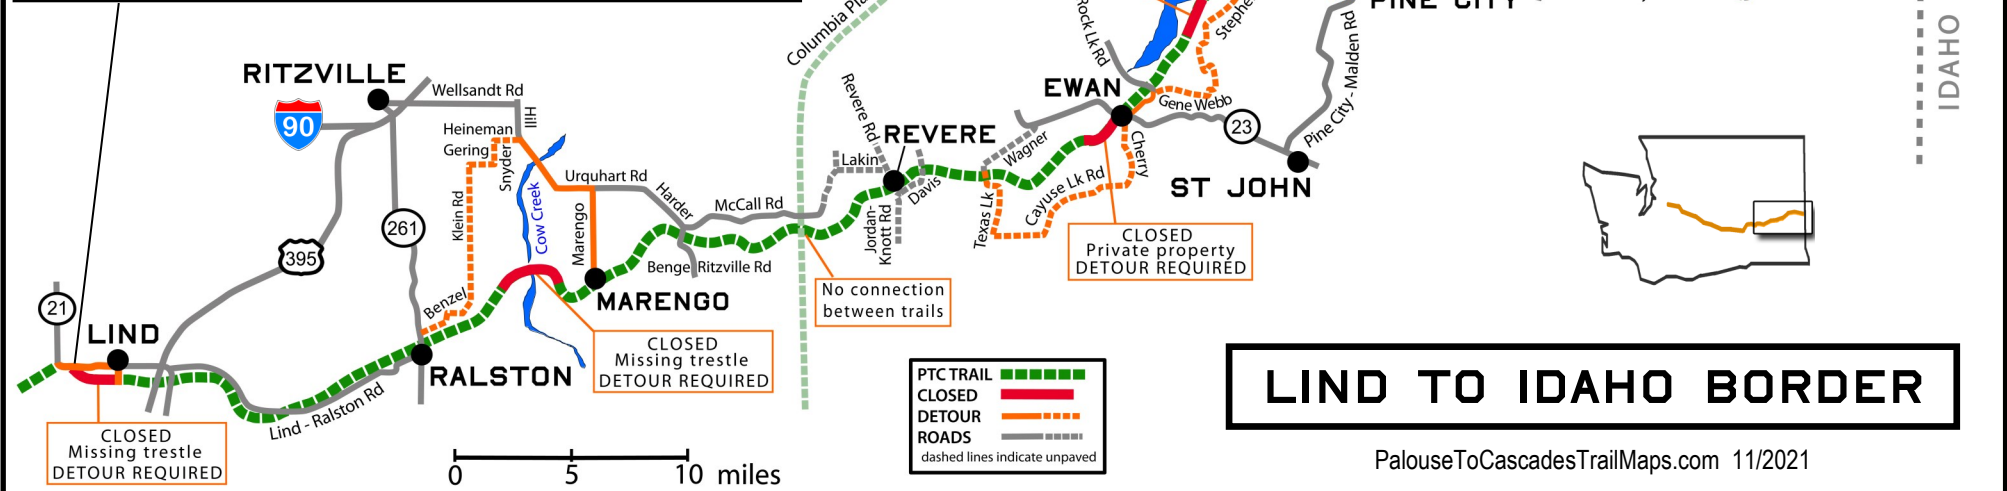 Columbia Pla
Rock Lk Rd
Stephe
PINE CITY
Pine City - Malden Rd
IDAHO
RITZVILLE
Wellsandt Rd
90
Hill
Heineman
Gering
Snyder
Klein Rd
Cow Creek
Urquhart Rd
Marengo
Harder
McCall Rd
Benge Ritzville Rd
261
395
21
LIND
Benzel
RALSTON
MARENGO
Lind - Ralston Rd
CLOSED
Missing trestle
DETOUR REQUIRED
CLOSED
Missing trestle
DETOUR REQUIRED
No connection
between trails
Revere Rd
REVERE
Lakin
Jordan-
Knott Rd
Davis
EWAN
Gene Webb
23
Wagner
Cherry
Texas Lk
Cayuse Lk Rd
ST JOHN
CLOSED
Private property
DETOUR REQUIRED
0 5 10 miles
PTC TRAIL
CLOSED
DETOUR
ROADS
dashed lines indicate unpaved
LIND TO IDAHO BORDER
PalouseToCascadesTrailMaps.com 11/2021